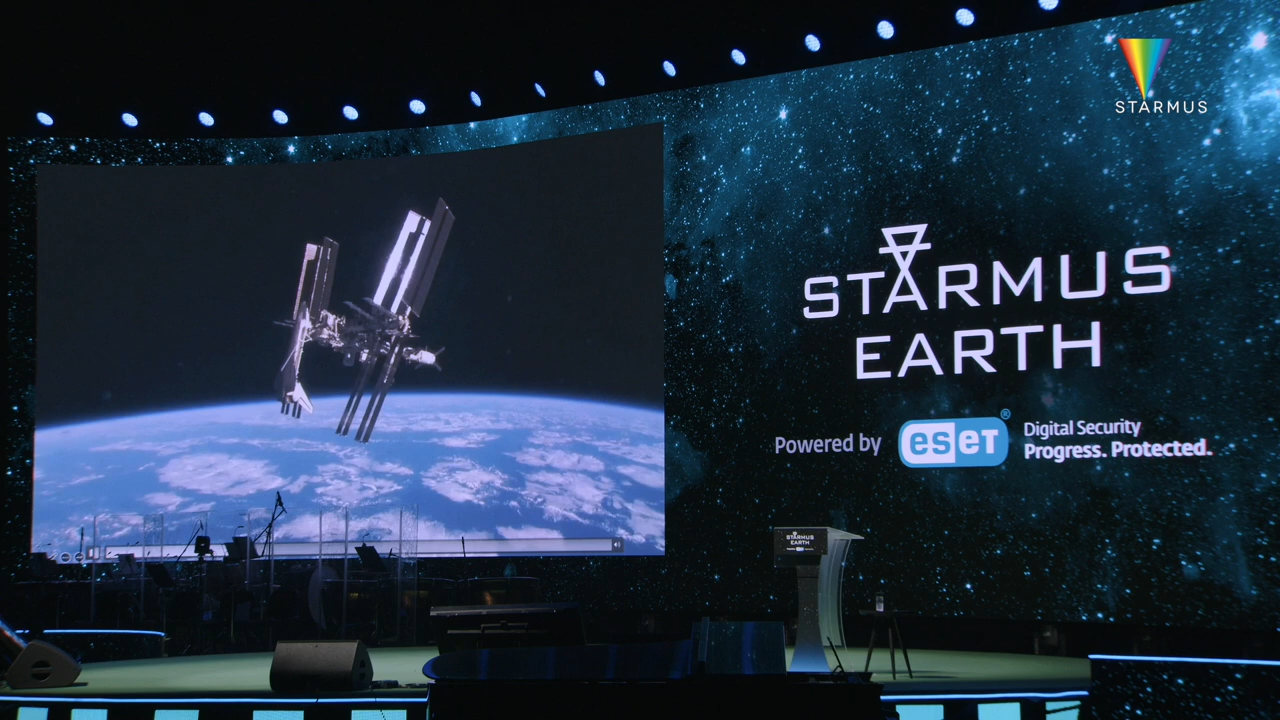 STARMUS
STARMUS
EARTH
Powered by eseT® Digital Security
Progress. Protected.
STARMUS
EARTH